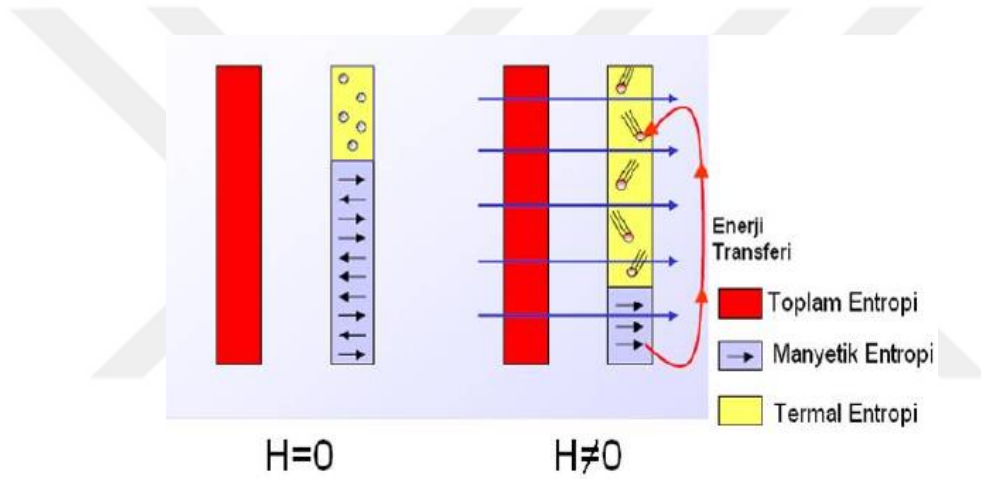 Enerji
Transferi
Toplam Entropi
Manyetik Entropi
Termal Entropi
H=0
H≠0